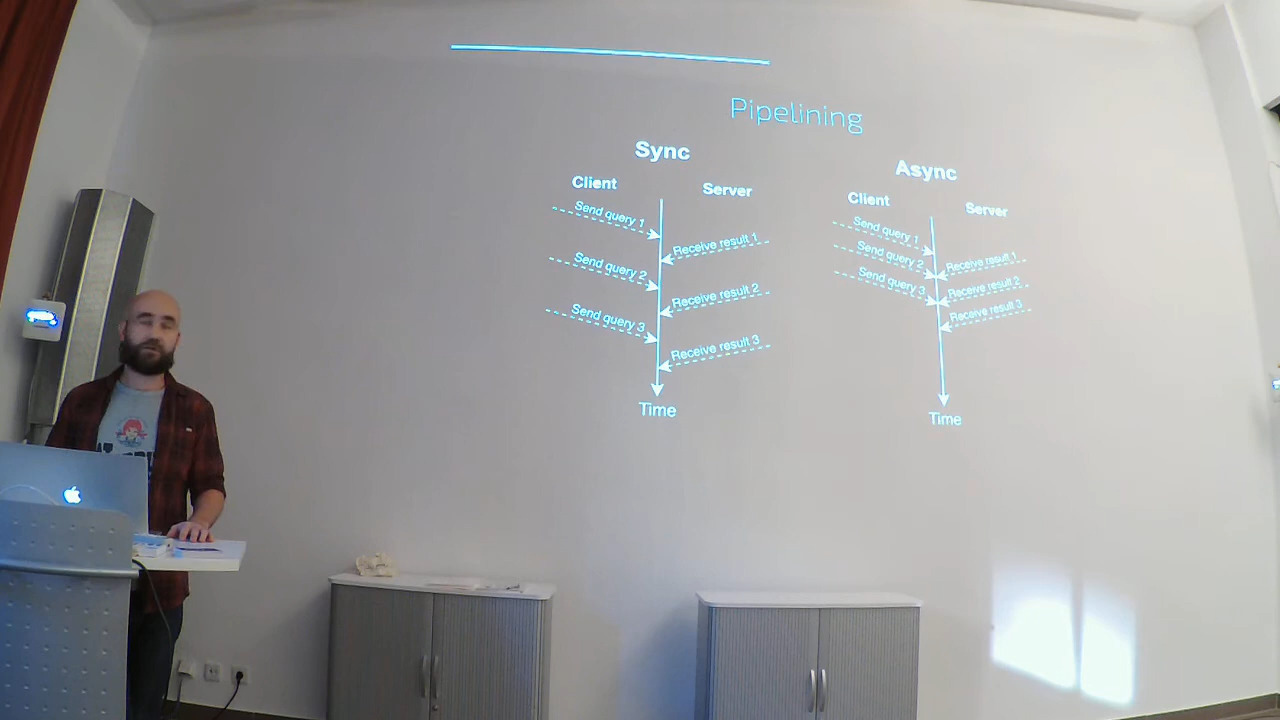 Pipelining
Sync
Client
Server
Send query 1
Receive result 1
Send query 2
Receive result 2
Send query 3
Receive result 3
Time
Async
Client
Server
Send query 1
Send query 2
Receive result 1
Send query 3
Receive result 2
Receive result 3
Time